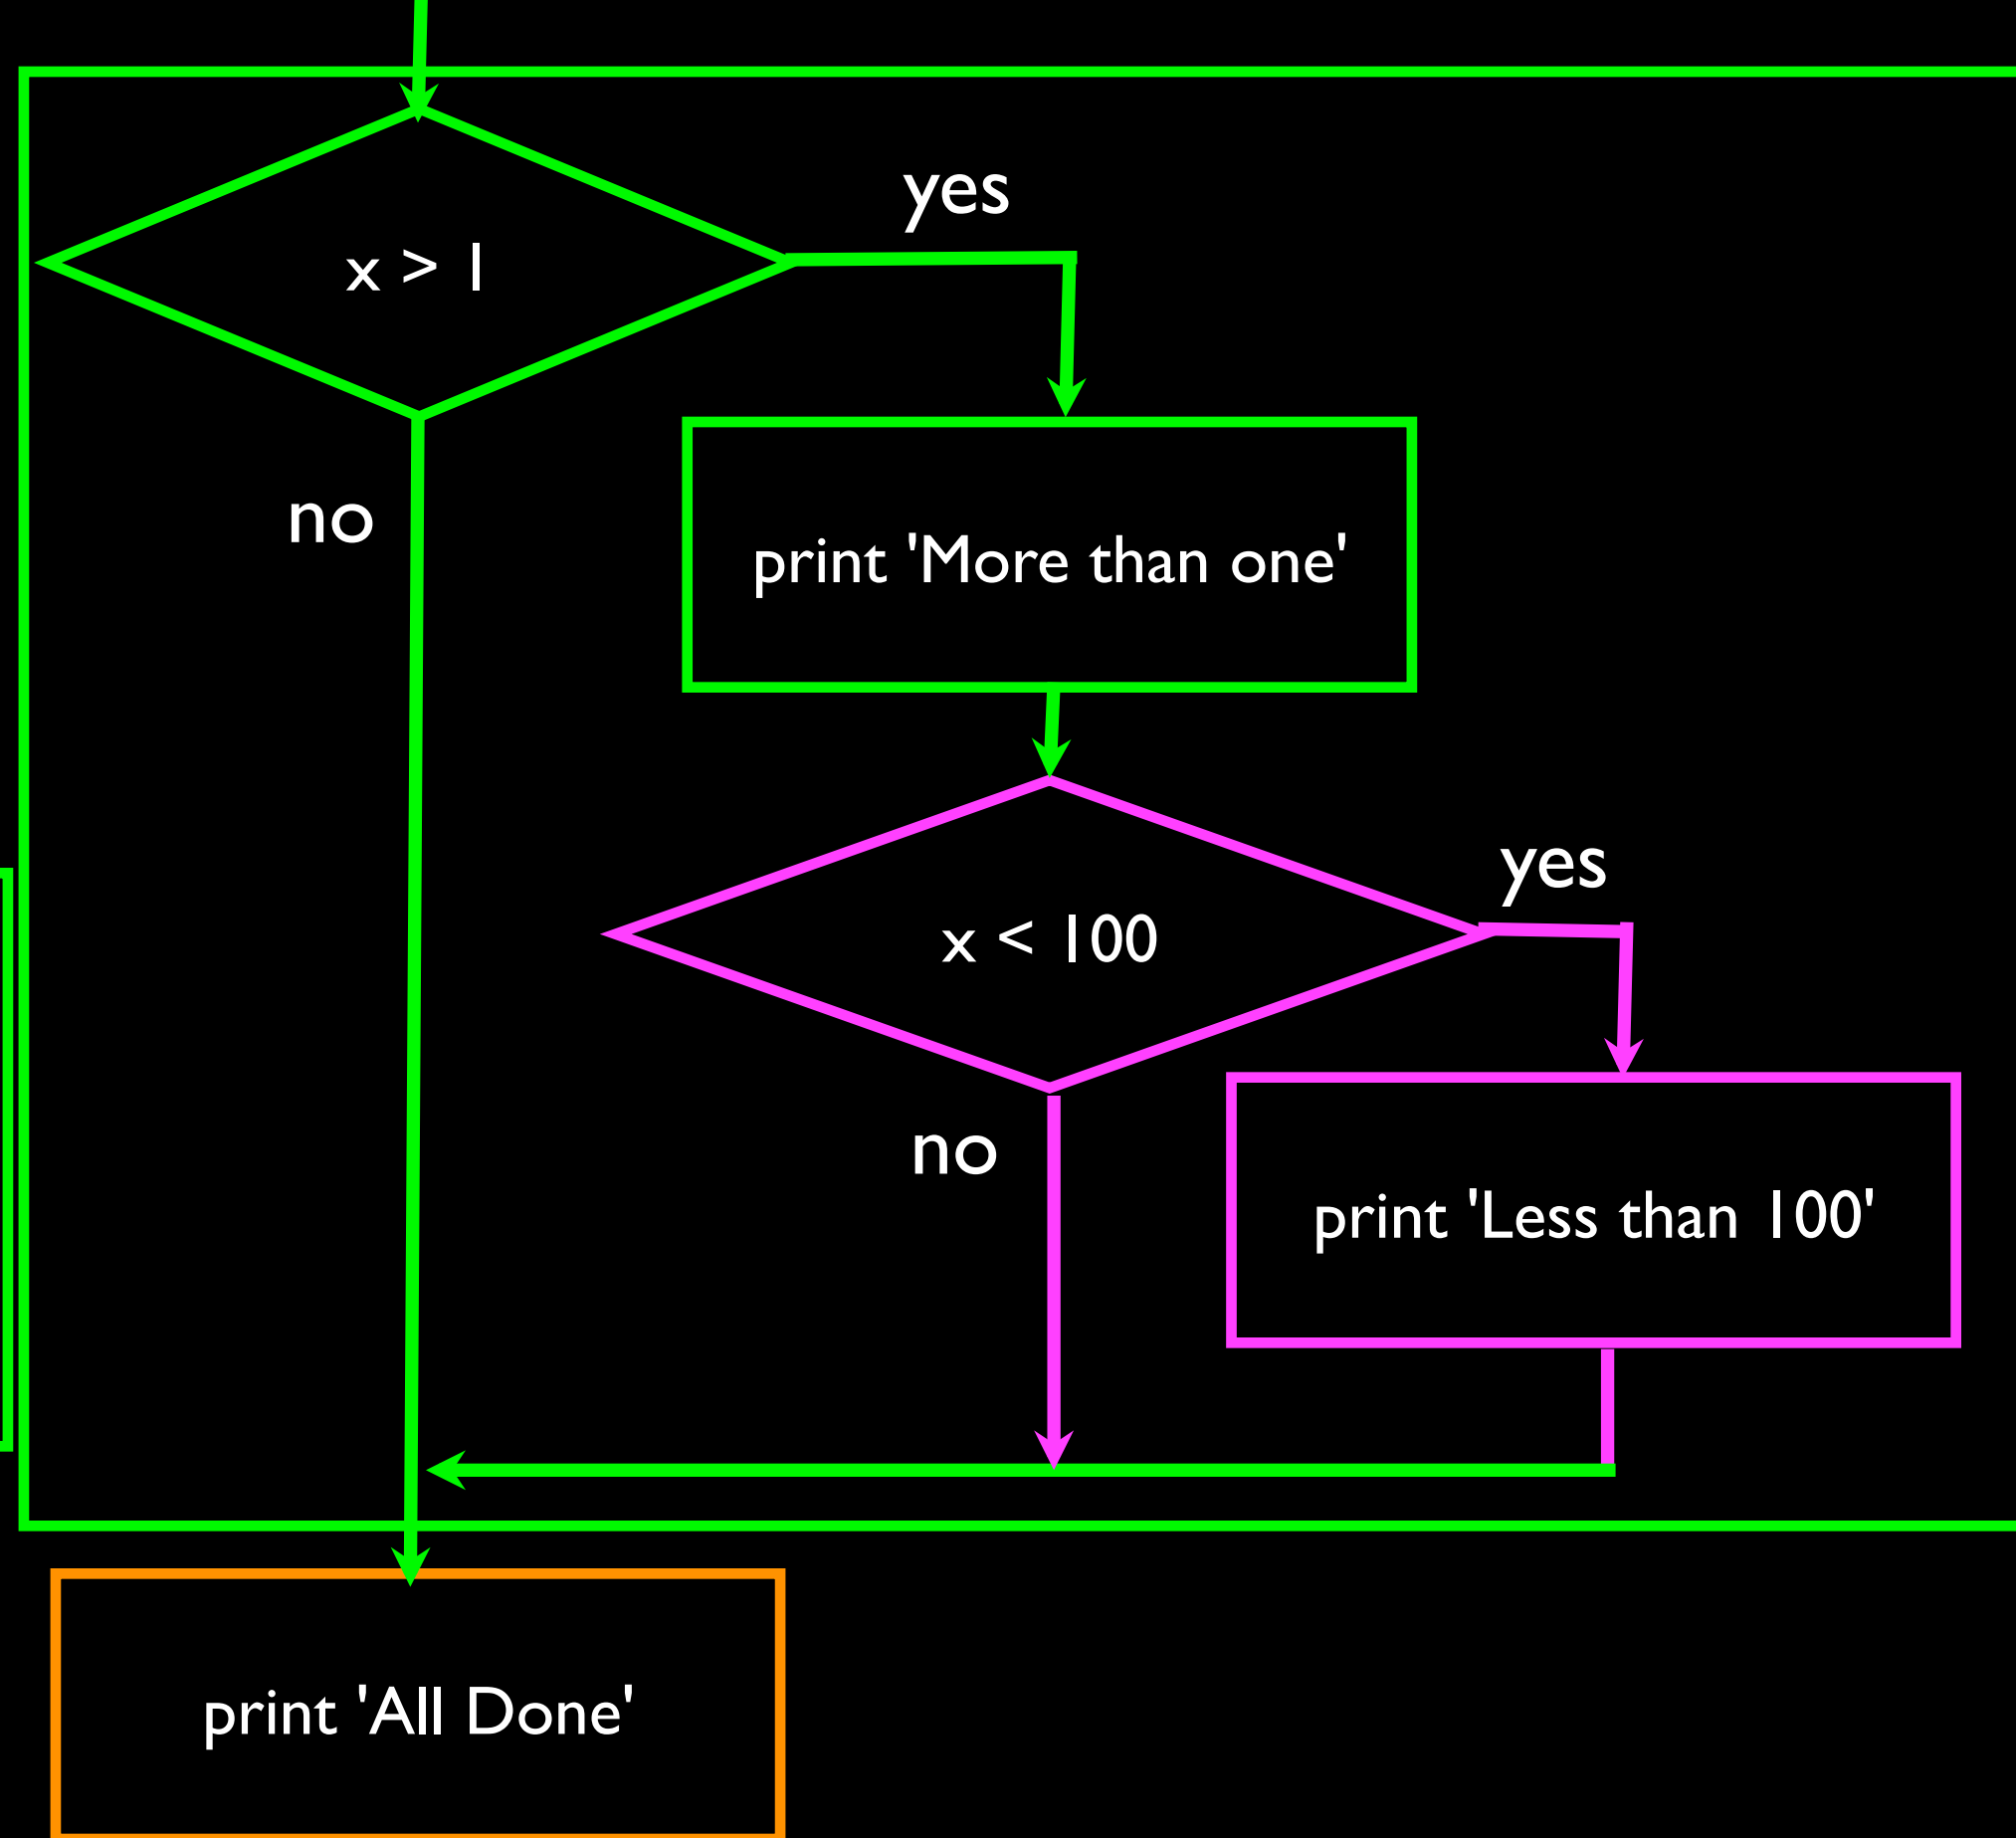 yes
x > 1
no
print 'More than one'
yes
x < 100
no
print 'Less than 100'
print 'All Done'